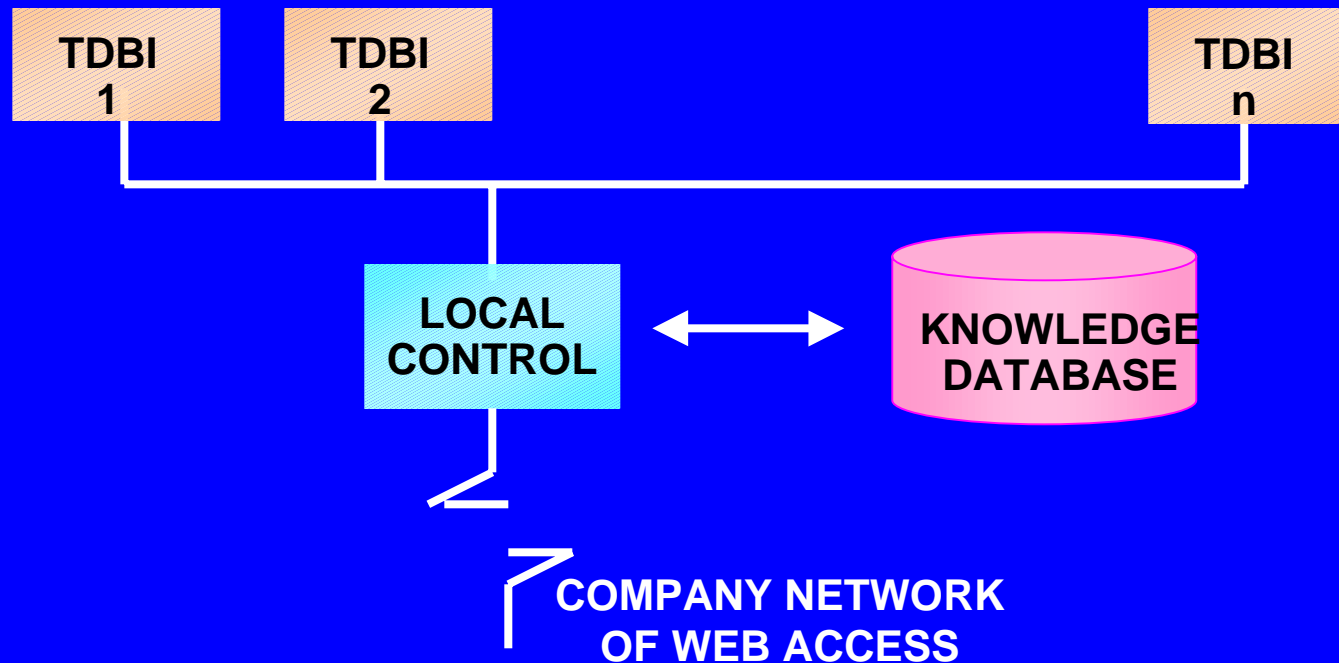 TDBI
1
TDBI
2
TDBI
n
LOCAL
CONTROL
KNOWLEDGE
DATABASE
COMPANY NETWORK
OF WEB ACCESS